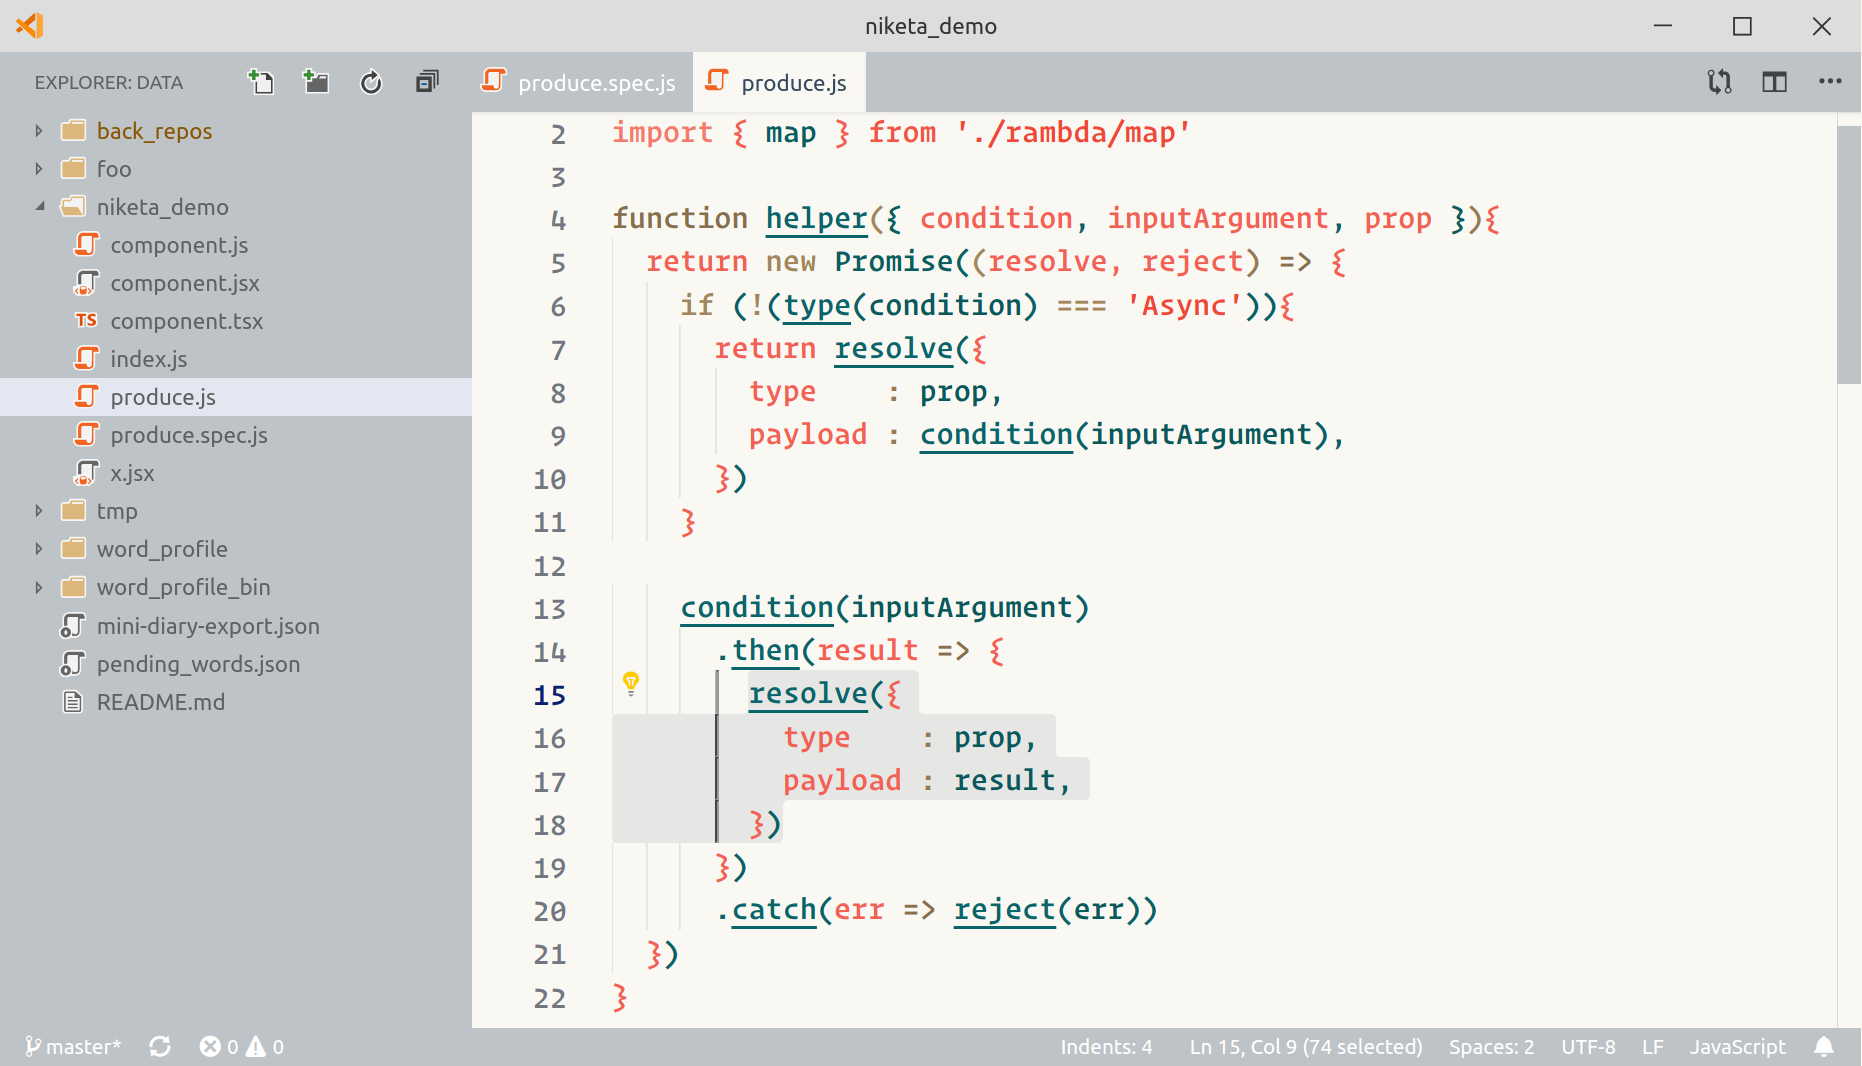 niketa_demo
EXPLORER: DATA
produce.spec.js
produce.js
back_repos
foo
niketa_demo
component.js
component.jsx
TS component.tsx
index.js
produce.js
produce.spec.js
x.jsx
tmp
word_profile
word_profile_bin
mini-diary-export.json
pending_words.json
README.md
2 import { map } from './rambda/map'
3
4 function helper({ condition, inputArgument, prop }){
5   return new Promise((resolve, reject) => {
6     if (!(type(condition) === 'Async')){
7       return resolve({
8         type    : prop,
9         payload : condition(inputArgument),
10       })
11     }
12
13     condition(inputArgument)
14       .then(result => {
15         resolve({
16           type    : prop,
17           payload : result,
18         })
19       })
20       .catch(err => reject(err))
21   })
22 }
master* 0 0 Indents: 4 Ln 15, Col 9 (74 selected) Spaces: 2 UTF-8 LF JavaScript